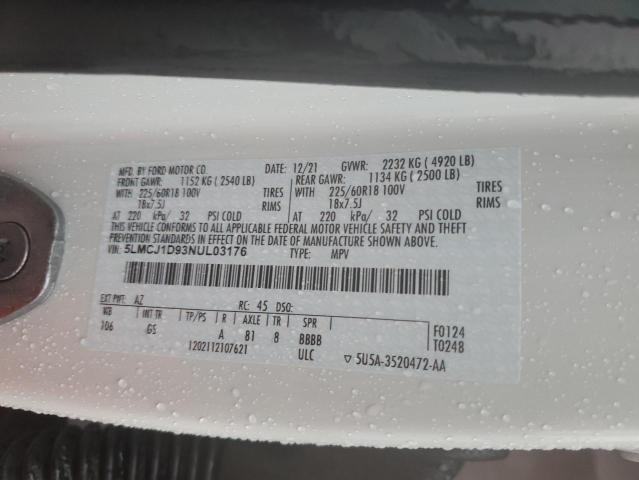 MFD. BY FORD MOTOR CO. 12/21 GVWR: 2232 KG ( 4920 LB)
FRONT GAWR: 1152 KG ( 2540 LB) REAR GAWR: 1134 KG ( 2500 LB)
WITH 225/60R18 100V TIRES WITH 225/60R18 100V TIRES
18x7.5J RIMS 18x7.5J RIMS
AT 220 kPa/ 32 PSI COLD AT 220 kPa/ 32 PSI COLD
THIS VEHICLE CONFORMS TO ALL APPLICABLE FEDERAL MOTOR VEHICLE SAFETY AND
THEFT PREVENTION STANDARDS IN EFFECT ON THE DATE OF MANUFACTURE SHOWN ABOVE.
VIN: 5LMCJ1D93NUL03176 TYPE: MPV
EXT PNT: AZ RC: 45 DSO:
WB INT TR TP/PS R AXLE TR SPR
106 GS A 81 8 BBBB
F0124
T0248
1202112107621 ULC ▽ 5U5A-3520472-AA